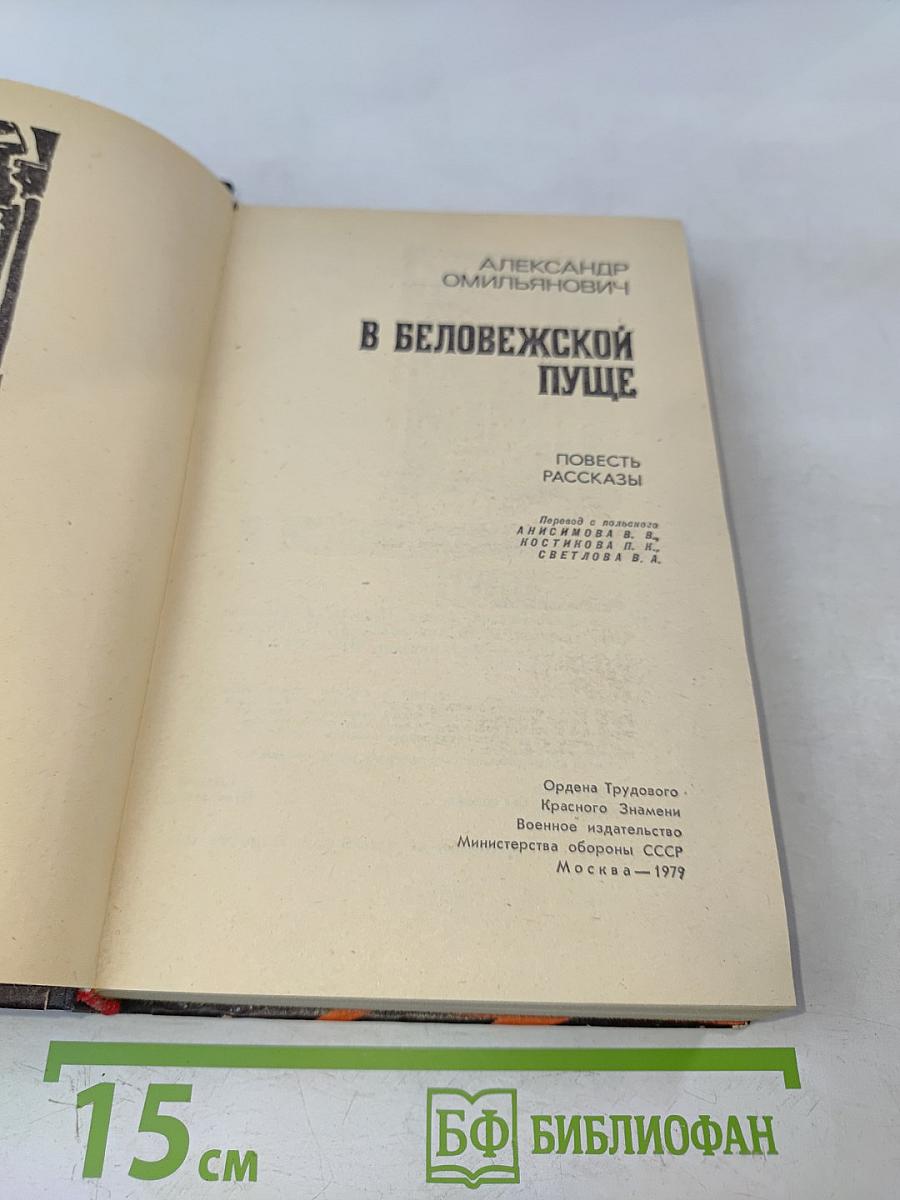 АЛЕКСАНДР
ОМИЛЬЯНОВИЧ
В БЕЛОВЕЖСКОЙ
ПУЩЕ
ПОВЕСТЬ
РАССКАЗЫ
Перевод с польского
АНИСИМОВА В. В.,
КОСТИКОВА П. К.,
СВЕТЛОВА В. А.
Ордена Трудового
Красного Знамени
Военное издательство
Министерства обороны СССР
Москва—1979
15 см
БФ БИБЛИОФАН